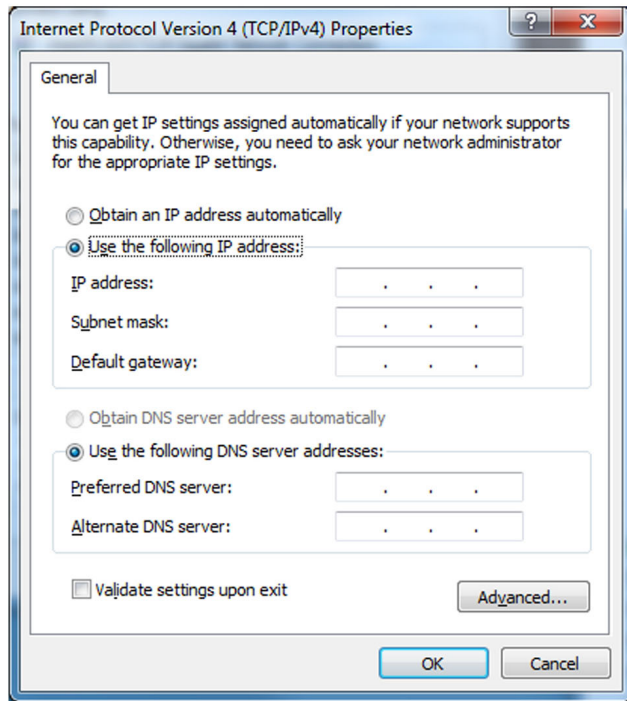 Internet Protocol Version 4 (TCP/IPv4) Properties
?
General
You can get IP settings assigned automatically if your network supports
this capability. Otherwise, you need to ask your network administrator
for the appropriate IP settings.
Obtain an IP address automatically
Use the following IP address:
IP address: . . .
Subnet mask: . . .
Default gateway: . . .
Obtain DNS server address automatically
Use the following DNS server addresses:
Preferred DNS server: . . .
Alternate DNS server: . . .
Validate settings upon exit
Advanced...
OK Cancel